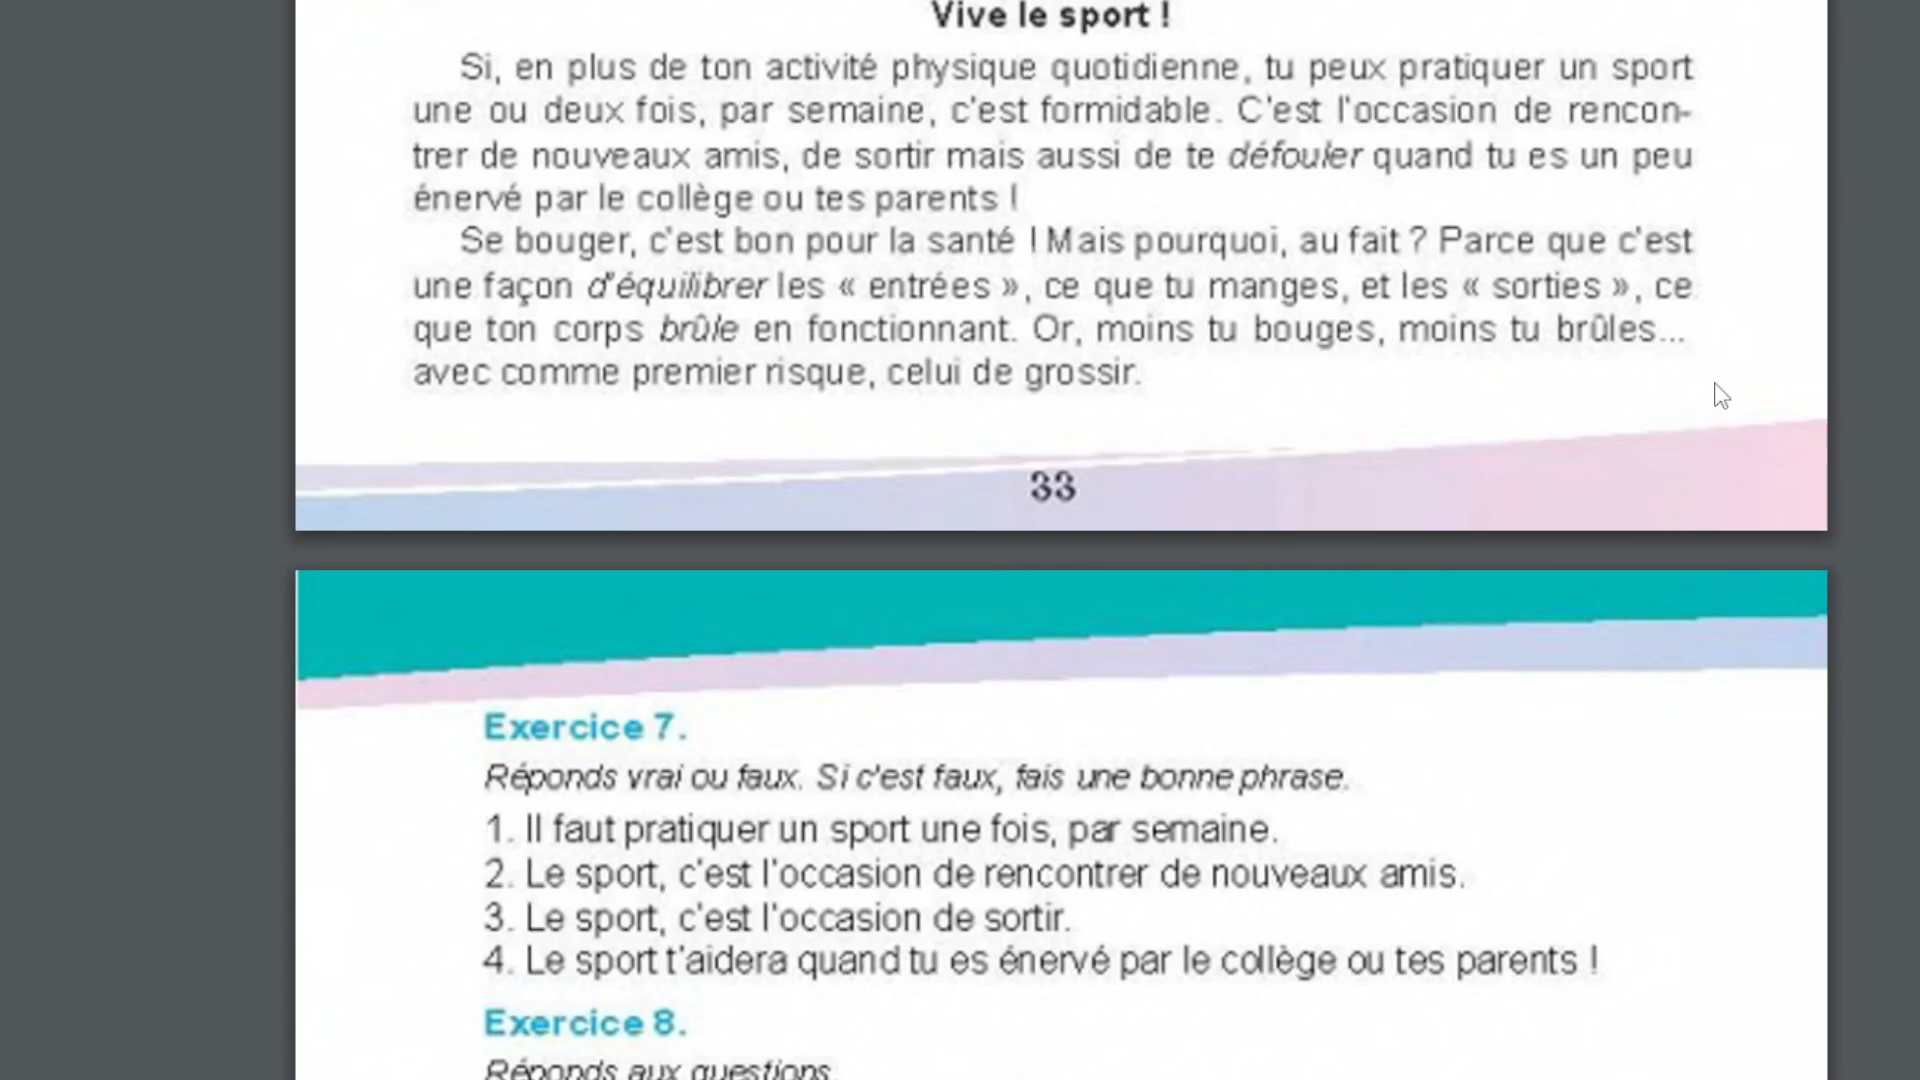 Vive le sport !
Si, en plus de ton activité physique quotidienne, tu peux pratiquer un sport
une ou deux fois, par semaine, c'est formidable. C'est l'occasion de rencon-
trer de nouveaux amis, de sortir mais aussi de te défouler quand tu es un peu
énervé par le collège ou tes parents !
Se bouger, c'est bon pour la santé ! Mais pourquoi, au fait ? Parce que c'est
une façon d'équilibrer les « entrées », ce que tu manges, et les « sorties », ce
que ton corps brûle en fonctionnant. Or, moins tu bouges, moins tu brûles...
avec comme premier risque, celui de grossir.
33
Exercice 7.
Réponds vrai ou faux. Si c'est faux, fais une bonne phrase.
1. Il faut pratiquer un sport une fois, par semaine.
2. Le sport, c'est l'occasion de rencontrer de nouveaux amis.
3. Le sport, c'est l'occasion de sortir.
4. Le sport t'aidera quand tu es énervé par le collège ou tes parents !
Exercice 8.
Réponds aux questions.